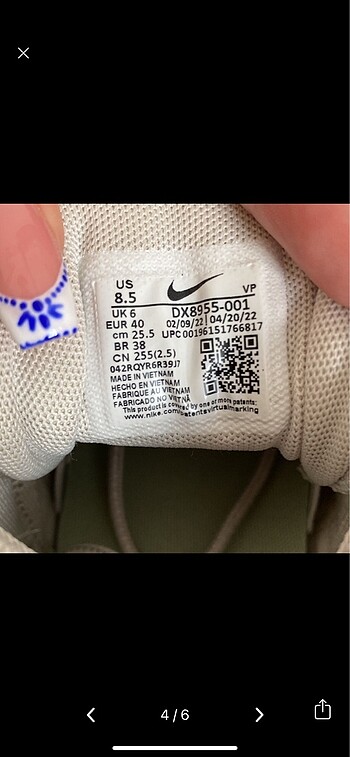 US
8.5
VP
UK 6
DX8955-001
EUR 40
02/09/22 | 04/20/22
cm 25.5
UPC 00196151766817
BR 38
CN 255(2.5)
042RQYR6R39J7
MADE IN VIETNAM
HECHO EN VIETNAM
FABRIQUE AU VIETNAM
FABRICADO NO VIETNÃ
This product is covered by one or more patents:
www.nike.com/patentsvirtualmarking
4/6